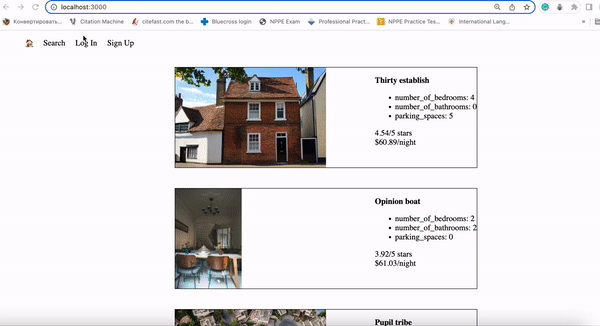 localhost:3000
Конвертировать...
Citation Machine
citefast.com the b...
Bluecross login
NPPE Exam
Professional Pract...
NPPE Practice Tes...
International Lang...
Search
Log In
Sign Up
Thirty establish
number_of_bedrooms: 4
number_of_bathrooms: 0
parking_spaces: 5
4.54/5 stars
$60.89/night
Opinion boat
number_of_bedrooms: 2
number_of_bathrooms: 2
parking_spaces: 0
3.92/5 stars
$61.03/night
Pupil tribe